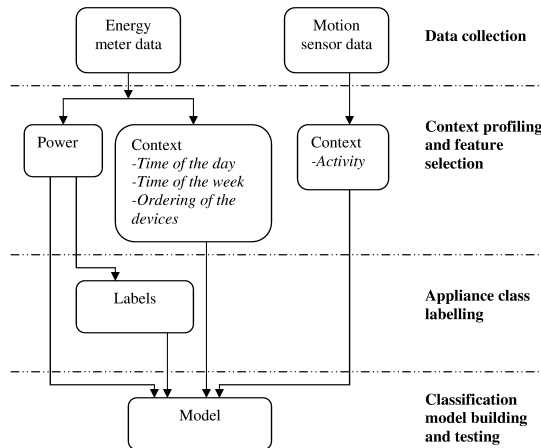 Energy
meter data
Motion
sensor data
Data collection
Power
Context
-Time of the day
-Time of the week
-Ordering of the
devices
Context
-Activity
Context profiling
and feature
selection
Labels
Appliance class
labelling
Model
Classification
model building
and testing